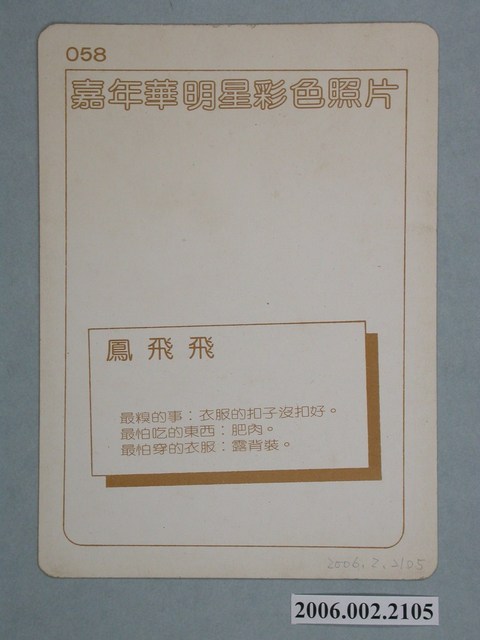 058
嘉年華明星彩色照片
鳳飛飛
最糗的事：衣服的扣子沒扣好。
最怕吃的東西：肥肉。
最怕穿的衣服：露背裝。
2006.2.2105
2006.002.2105